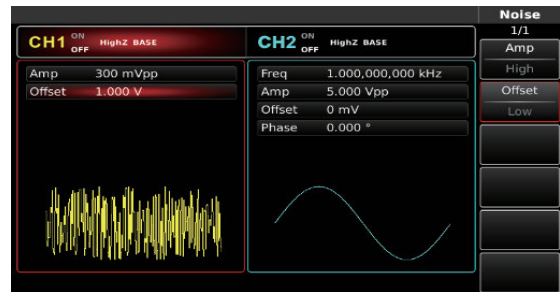 Noise
CH1 ON OFF HighZ BASE
CH2 ON OFF HighZ BASE
1/1
Amp
High
Offset
Low
Amp 300 mVpp
Offset 1.000 V
Freq 1.000,000,000 kHz
Amp 5.000 Vpp
Offset 0 mV
Phase 0.000 °